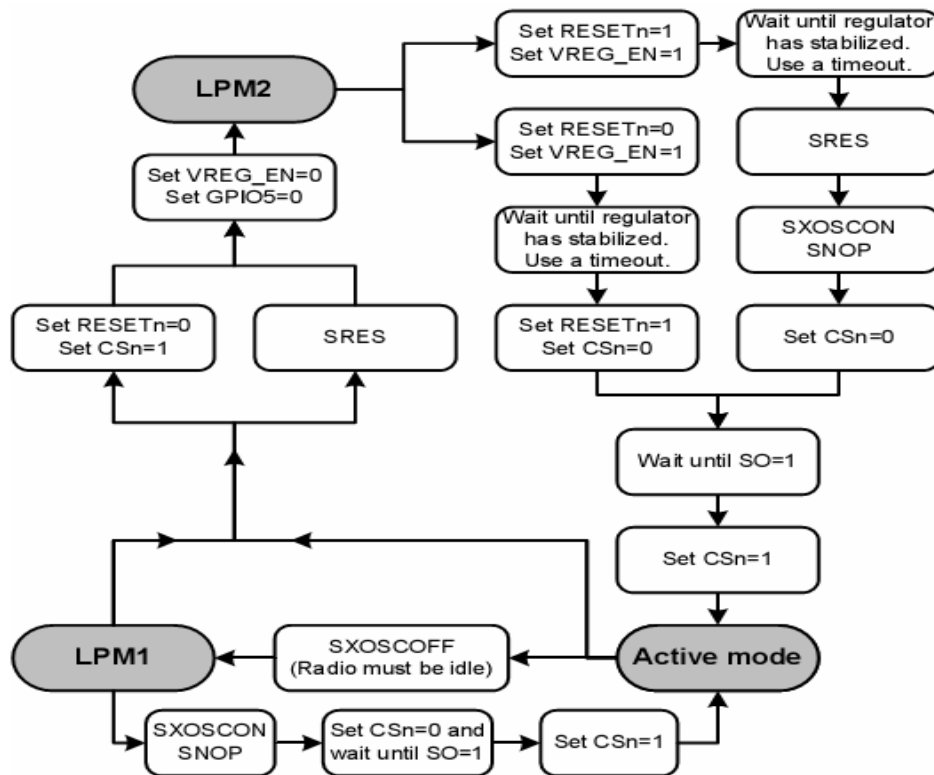 Set RESETn=1
Set VREG_EN=1
Wait until regulator
has stabilized.
Use a timeout.
LPM2
Set RESETn=0
Set VREG_EN=1
SRES
Set VREG_EN=0
Set GPIO5=0
Wait until regulator
has stabilized.
Use a timeout.
SXOSCON
SNOP
Set RESETn=0
Set CSn=1
SRES
Set RESETn=1
Set CSn=0
Set CSn=0
Wait until SO=1
Set CSn=1
LPM1
SXOSCOFF
(Radio must be idle)
Active mode
SXOSCON
SNOP
Set CSn=0 and
wait until SO=1
Set CSn=1